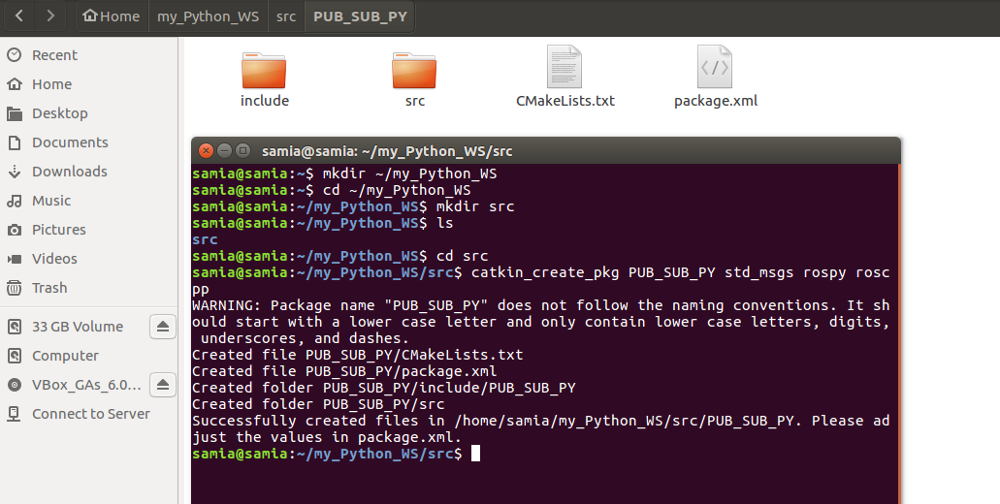 Home my_Python_WS src PUB_SUB_PY
Recent
Home
Desktop
Documents
Downloads
Music
Pictures
Videos
Trash
33 GB Volume
Computer
VBox_GAs_6.0...
Connect to Server
include src CMakeLists.txt package.xml
samia@samia: ~/my_Python_WS/src
samia@samia:~$ mkdir ~/my_Python_WS
samia@samia:~$ cd ~/my_Python_WS
samia@samia:~/my_Python_WS$ mkdir src
samia@samia:~/my_Python_WS$ ls
src
samia@samia:~/my_Python_WS$ cd src
samia@samia:~/my_Python_WS/src$ catkin_create_pkg PUB_SUB_PY std_msgs rospy rosc
pp
WARNING: Package name "PUB_SUB_PY" does not follow the naming conventions. It sh
ould start with a lower case letter and only contain lower case letters, digits,
 underscores, and dashes.
Created file PUB_SUB_PY/CMakeLists.txt
Created file PUB_SUB_PY/package.xml
Created folder PUB_SUB_PY/include/PUB_SUB_PY
Created folder PUB_SUB_PY/src
Successfully created files in /home/samia/my_Python_WS/src/PUB_SUB_PY. Please ad
just the values in package.xml.
samia@samia:~/my_Python_WS/src$